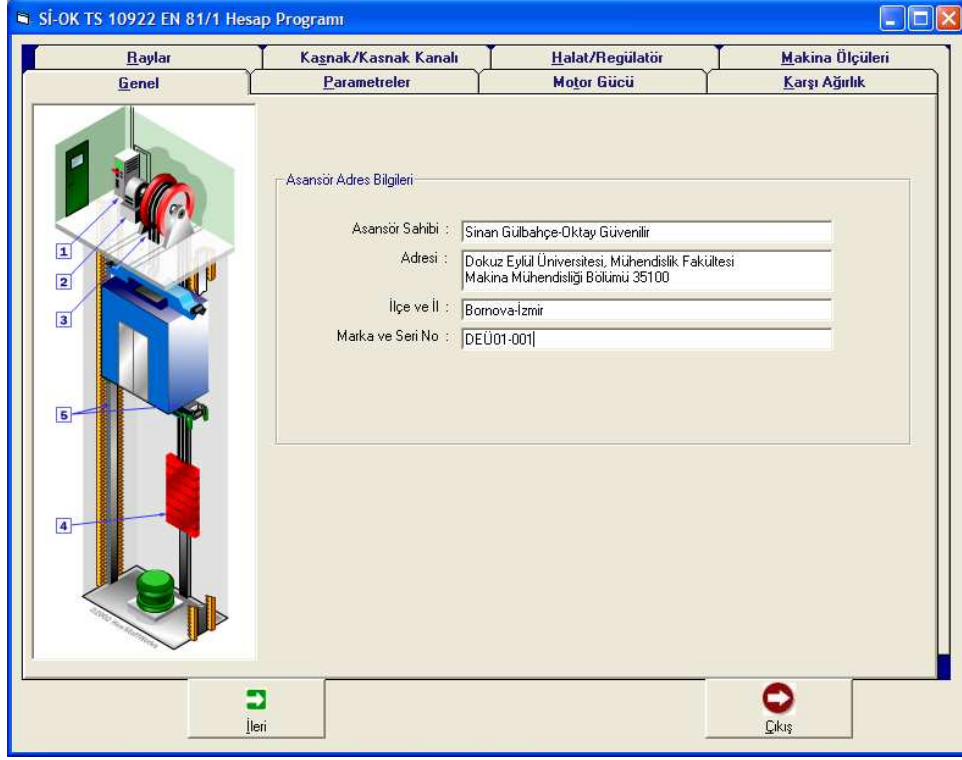 Sİ-OK TS 10922 EN 81/1 Hesap Programı
Raylar
Kaşnak/Kasnak Kanalı
Halat/Regülatör
Makina Ölçüleri
Genel
Parametreler
Motor Gücü
Karşı Ağırlık
1
2
3
5
4
©2002 HowStuffWorks
Asansör Adres Bilgileri
Asansör Sahibi : Sinan Gülbahçe-Oktay Güvenilir
Adresi : Dokuz Eylül Üniversitesi, Mühendislik Fakültesi
Makina Mühendisliği Bölümü 35100
İlçe ve İl : Bornova-İzmir
Marka ve Seri No : DEÜ01-001
İleri
Çıkış